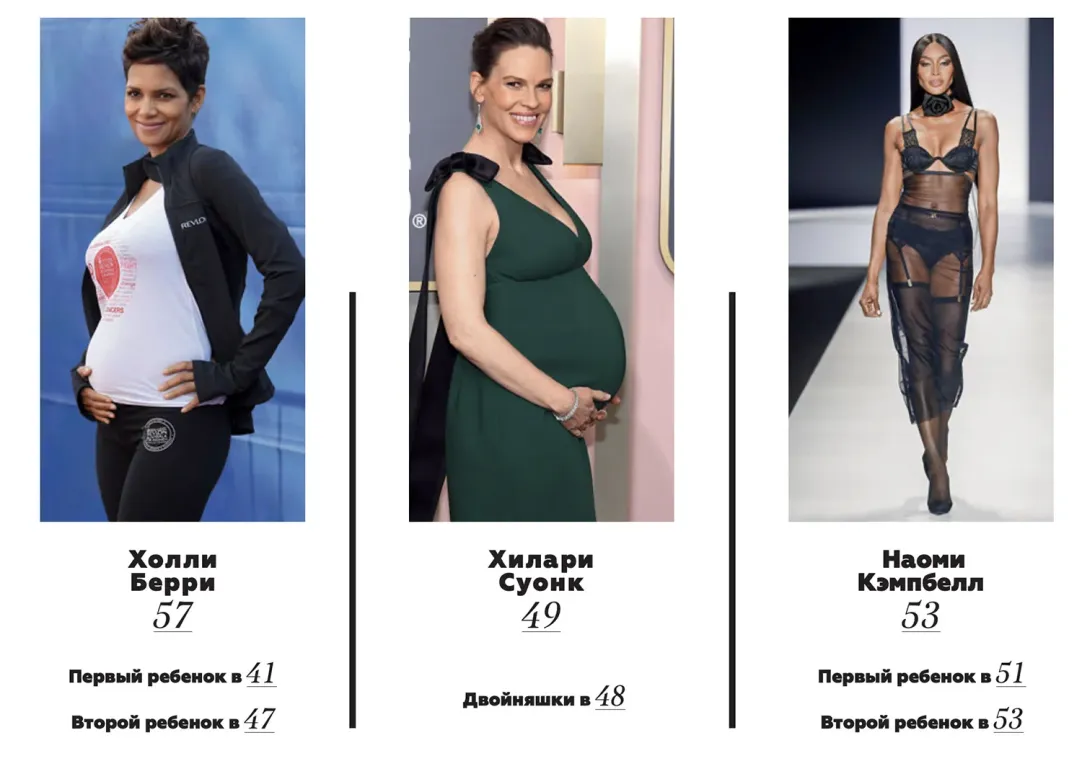 REVLO
®
Холли
Берри
57
Первый ребенок в 41
Второй ребенок в 47
Хилари
Суонк
49
Двойняшки в 48
Наоми
Кэмпбелл
53
Первый ребенок в 51
Второй ребенок в 53